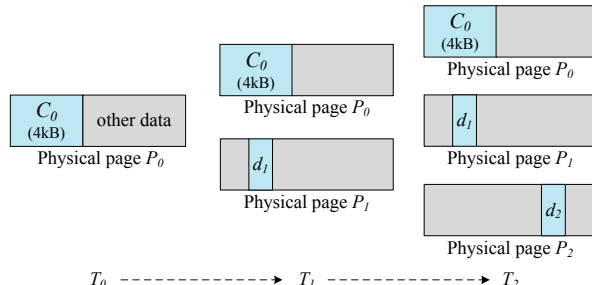 C₀
(4kB)
other data
Physical page P₀
C₀
(4kB)
Physical page P₀
d₁
Physical page P₁
C₀
(4kB)
Physical page P₀
d₁
Physical page P₁
d₂
Physical page P₂
T₀ T₁ T₂